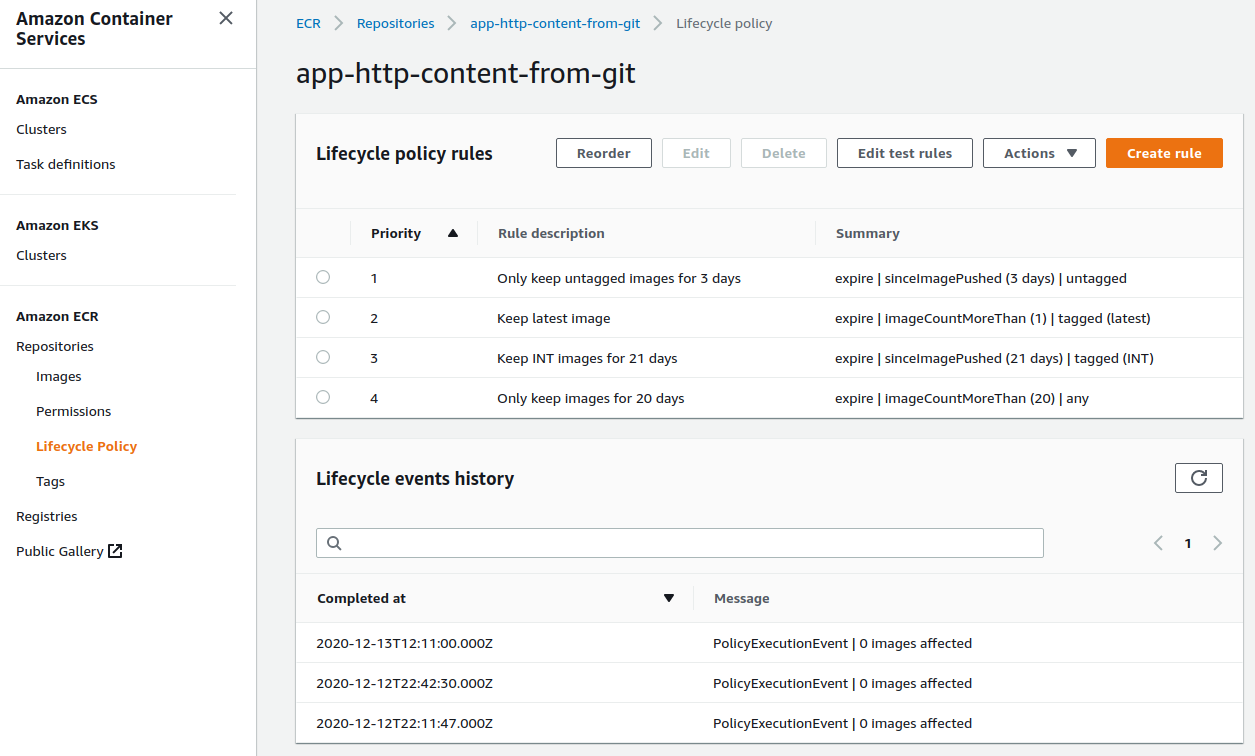 Amazon Container
Services
Amazon ECS
Clusters
Task definitions
Amazon EKS
Clusters
Amazon ECR
Repositories
Images
Permissions
Lifecycle Policy
Tags
Registries
Public Gallery
ECR Repositories app-http-content-from-git Lifecycle policy
app-http-content-from-git
Lifecycle policy rules Reorder Edit Delete Edit test rules Actions Create rule
Priority Rule description Summary
1 Only keep untagged images for 3 days expire | sinceImagePushed (3 days) | untagged
2 Keep latest image expire | imageCountMoreThan (1) | tagged (latest)
3 Keep INT images for 21 days expire | sinceImagePushed (21 days) | tagged (INT)
4 Only keep images for 20 days expire | imageCountMoreThan (20) | any
Lifecycle events history
1
Completed at Message
2020-12-13T12:11:00.000Z PolicyExecutionEvent | 0 images affected
2020-12-12T22:42:30.000Z PolicyExecutionEvent | 0 images affected
2020-12-12T22:11:47.000Z PolicyExecutionEvent | 0 images affected